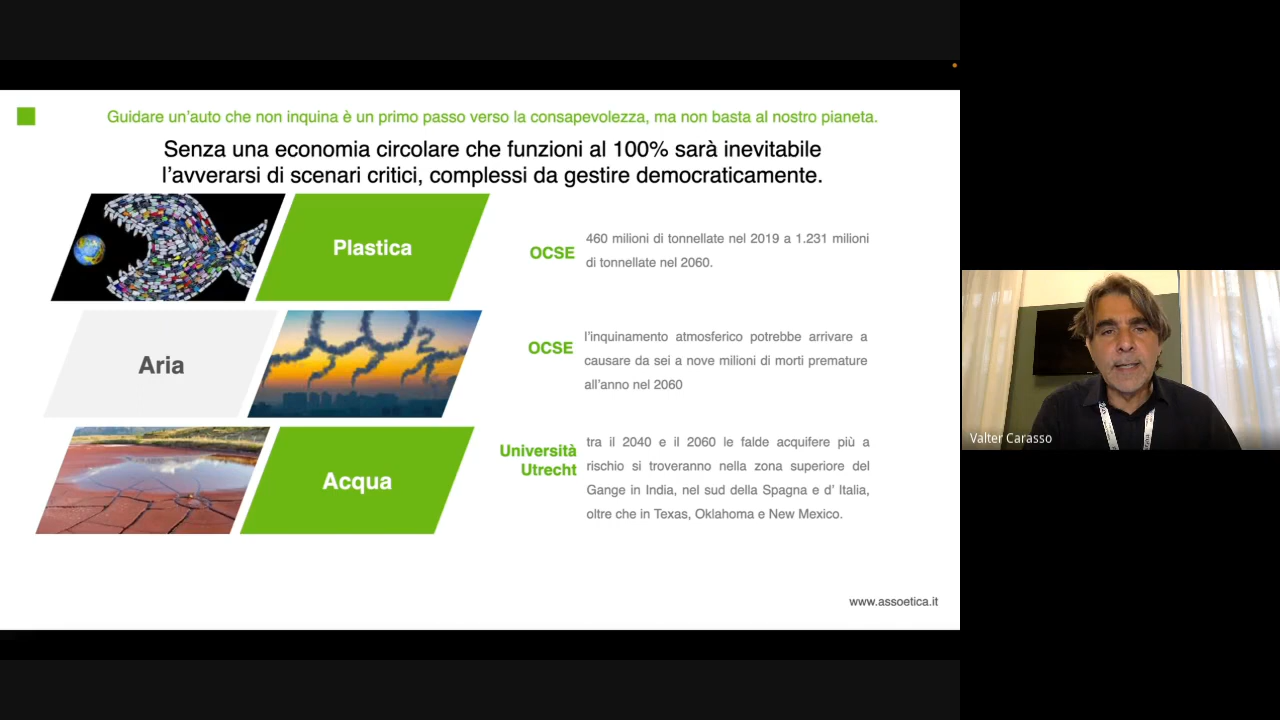 Guidare un'auto che non inquina è un primo passo verso la consapevolezza, ma non basta al nostro pianeta.
Senza una economia circolare che funzioni al 100% sarà inevitabile
l'avverarsi di scenari critici, complessi da gestire democraticamente.
Plastica
OCSE
460 milioni di tonnellate nel 2019 a 1.231 milioni
di tonnellate nel 2060.
Aria
OCSE
l'inquinamento atmosferico potrebbe arrivare a
causare da sei a nove milioni di morti premature
all'anno nel 2060
Acqua
Università
Utrecht
tra il 2040 e il 2060 le falde acquifere più a
rischio si troveranno nella zona superiore del
Gange in India, nel sud della Spagna e d' Italia,
oltre che in Texas, Oklahoma e New Mexico.
www.assoetica.it
Valter Carasso